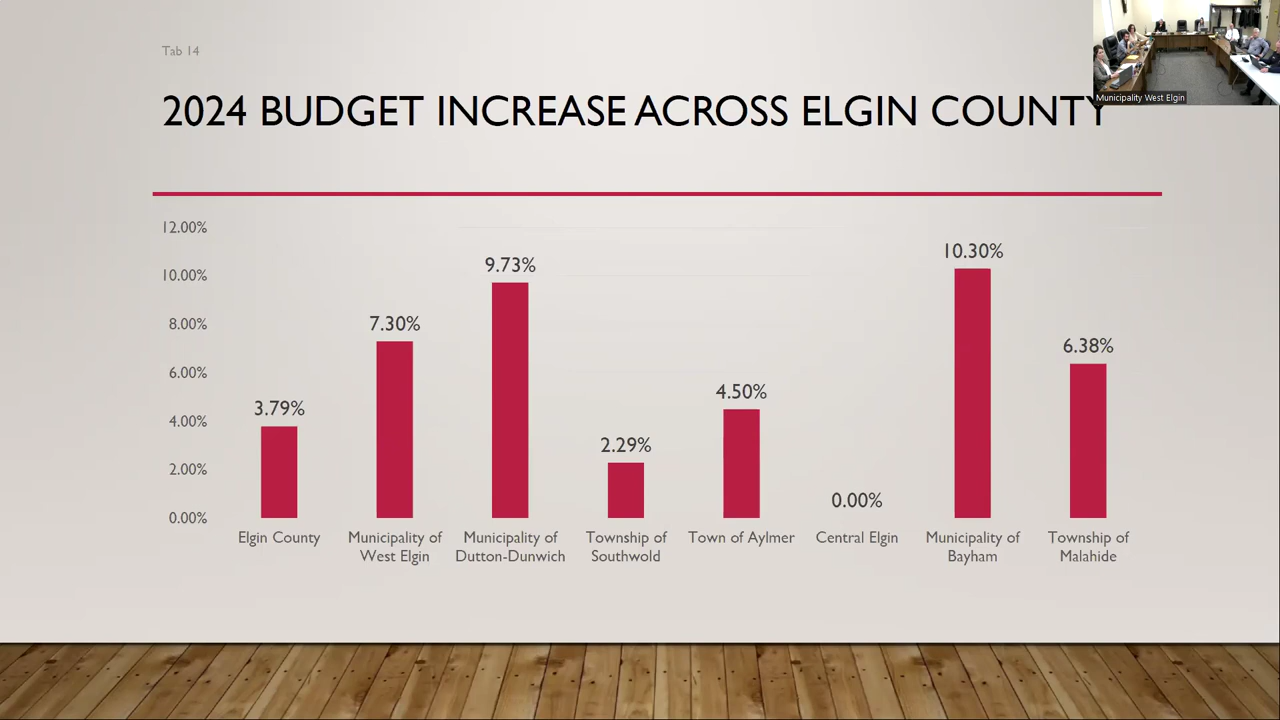 Tab 14
Municipality West Elgin
2024 BUDGET INCREASE ACROSS ELGIN COUNTY
12.00%
10.00%
8.00%
6.00%
4.00%
2.00%
0.00%
3.79%
7.30%
9.73%
2.29%
4.50%
0.00%
10.30%
6.38%
Elgin County
Municipality of
West Elgin
Municipality of
Dutton-Dunwich
Township of
Southwold
Town of Aylmer
Central Elgin
Municipality of
Bayham
Township of
Malahide